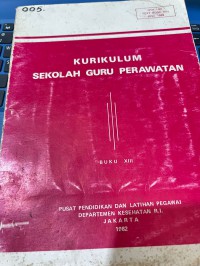 005.
KURIKULUM
SEKOLAH GURU PERAWATAN
BUKU XIII
PUSAT PENDIDIKAN DAN LATIHAN PEGAWAI
DEPARTEMEN KESEHATAN R.I.
JAKARTA
1982